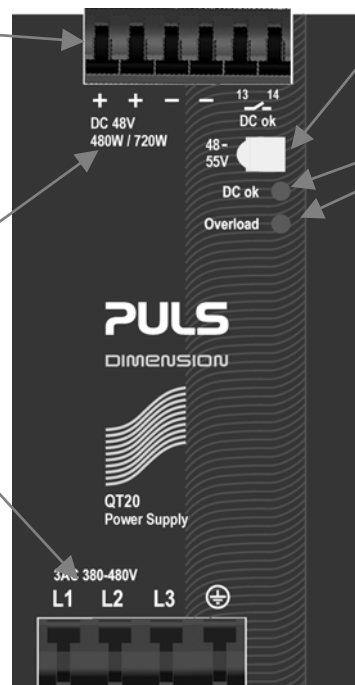 + + − −
13 14
DC ok
DC 48V
480W / 720W
48–
55V
DC ok
Overload
PULS
DIMENSION
QT20
Power Supply
3AC 380-480V
L1 L2 L3